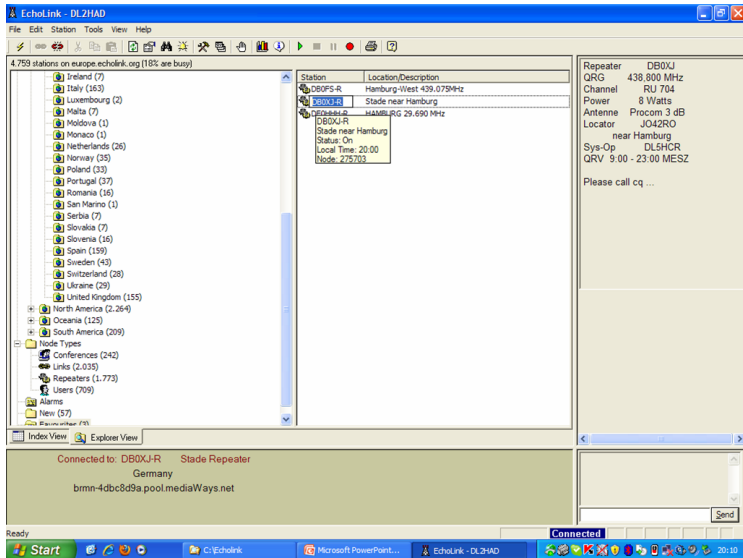 EchoLink - DL2HAD
File Edit Station Tools View Help
4.759 stations on europe.echolink.org (18% are busy)
Ireland (7)
Italy (163)
Luxembourg (2)
Malta (7)
Moldova (1)
Monaco (1)
Netherlands (26)
Norway (35)
Poland (33)
Portugal (37)
Romania (16)
San Marino (1)
Serbia (7)
Slovakia (7)
Slovenia (16)
Spain (159)
Sweden (43)
Switzerland (28)
Ukraine (29)
United Kingdom (155)
North America (2.264)
Oceania (125)
South America (209)
Node Types
Conferences (242)
Links (2.035)
Repeaters (1.773)
Users (709)
Alarms
New (57)
Favourites (3)
Index View Explorer View
Station Location/Description
DB0FS-R Hamburg-West 439.075MHz
DB0XJ-R Stade near Hamburg
DF0HHH-R HAMBURG 29.690 MHz
DB0XJ-R
Stade near Hamburg
Status: On
Local Time: 20:00
Node: 275703
Repeater DB0XJ
QRG 438,800 MHz
Channel RU 704
Power 8 Watts
Antenne Procom 3 dB
Locator JO42RO
near Hamburg
Sys-Op DL5HCR
QRV 9:00 - 23:00 MESZ
Please call cq ...
Connected to: DB0XJ-R Stade Repeater
Germany
brmn-4dbc8d9a.pool.mediaWays.net
Send
Ready Connected
Start C:\Echolink Microsoft PowerPoint... EchoLink - DL2HAD 20:10